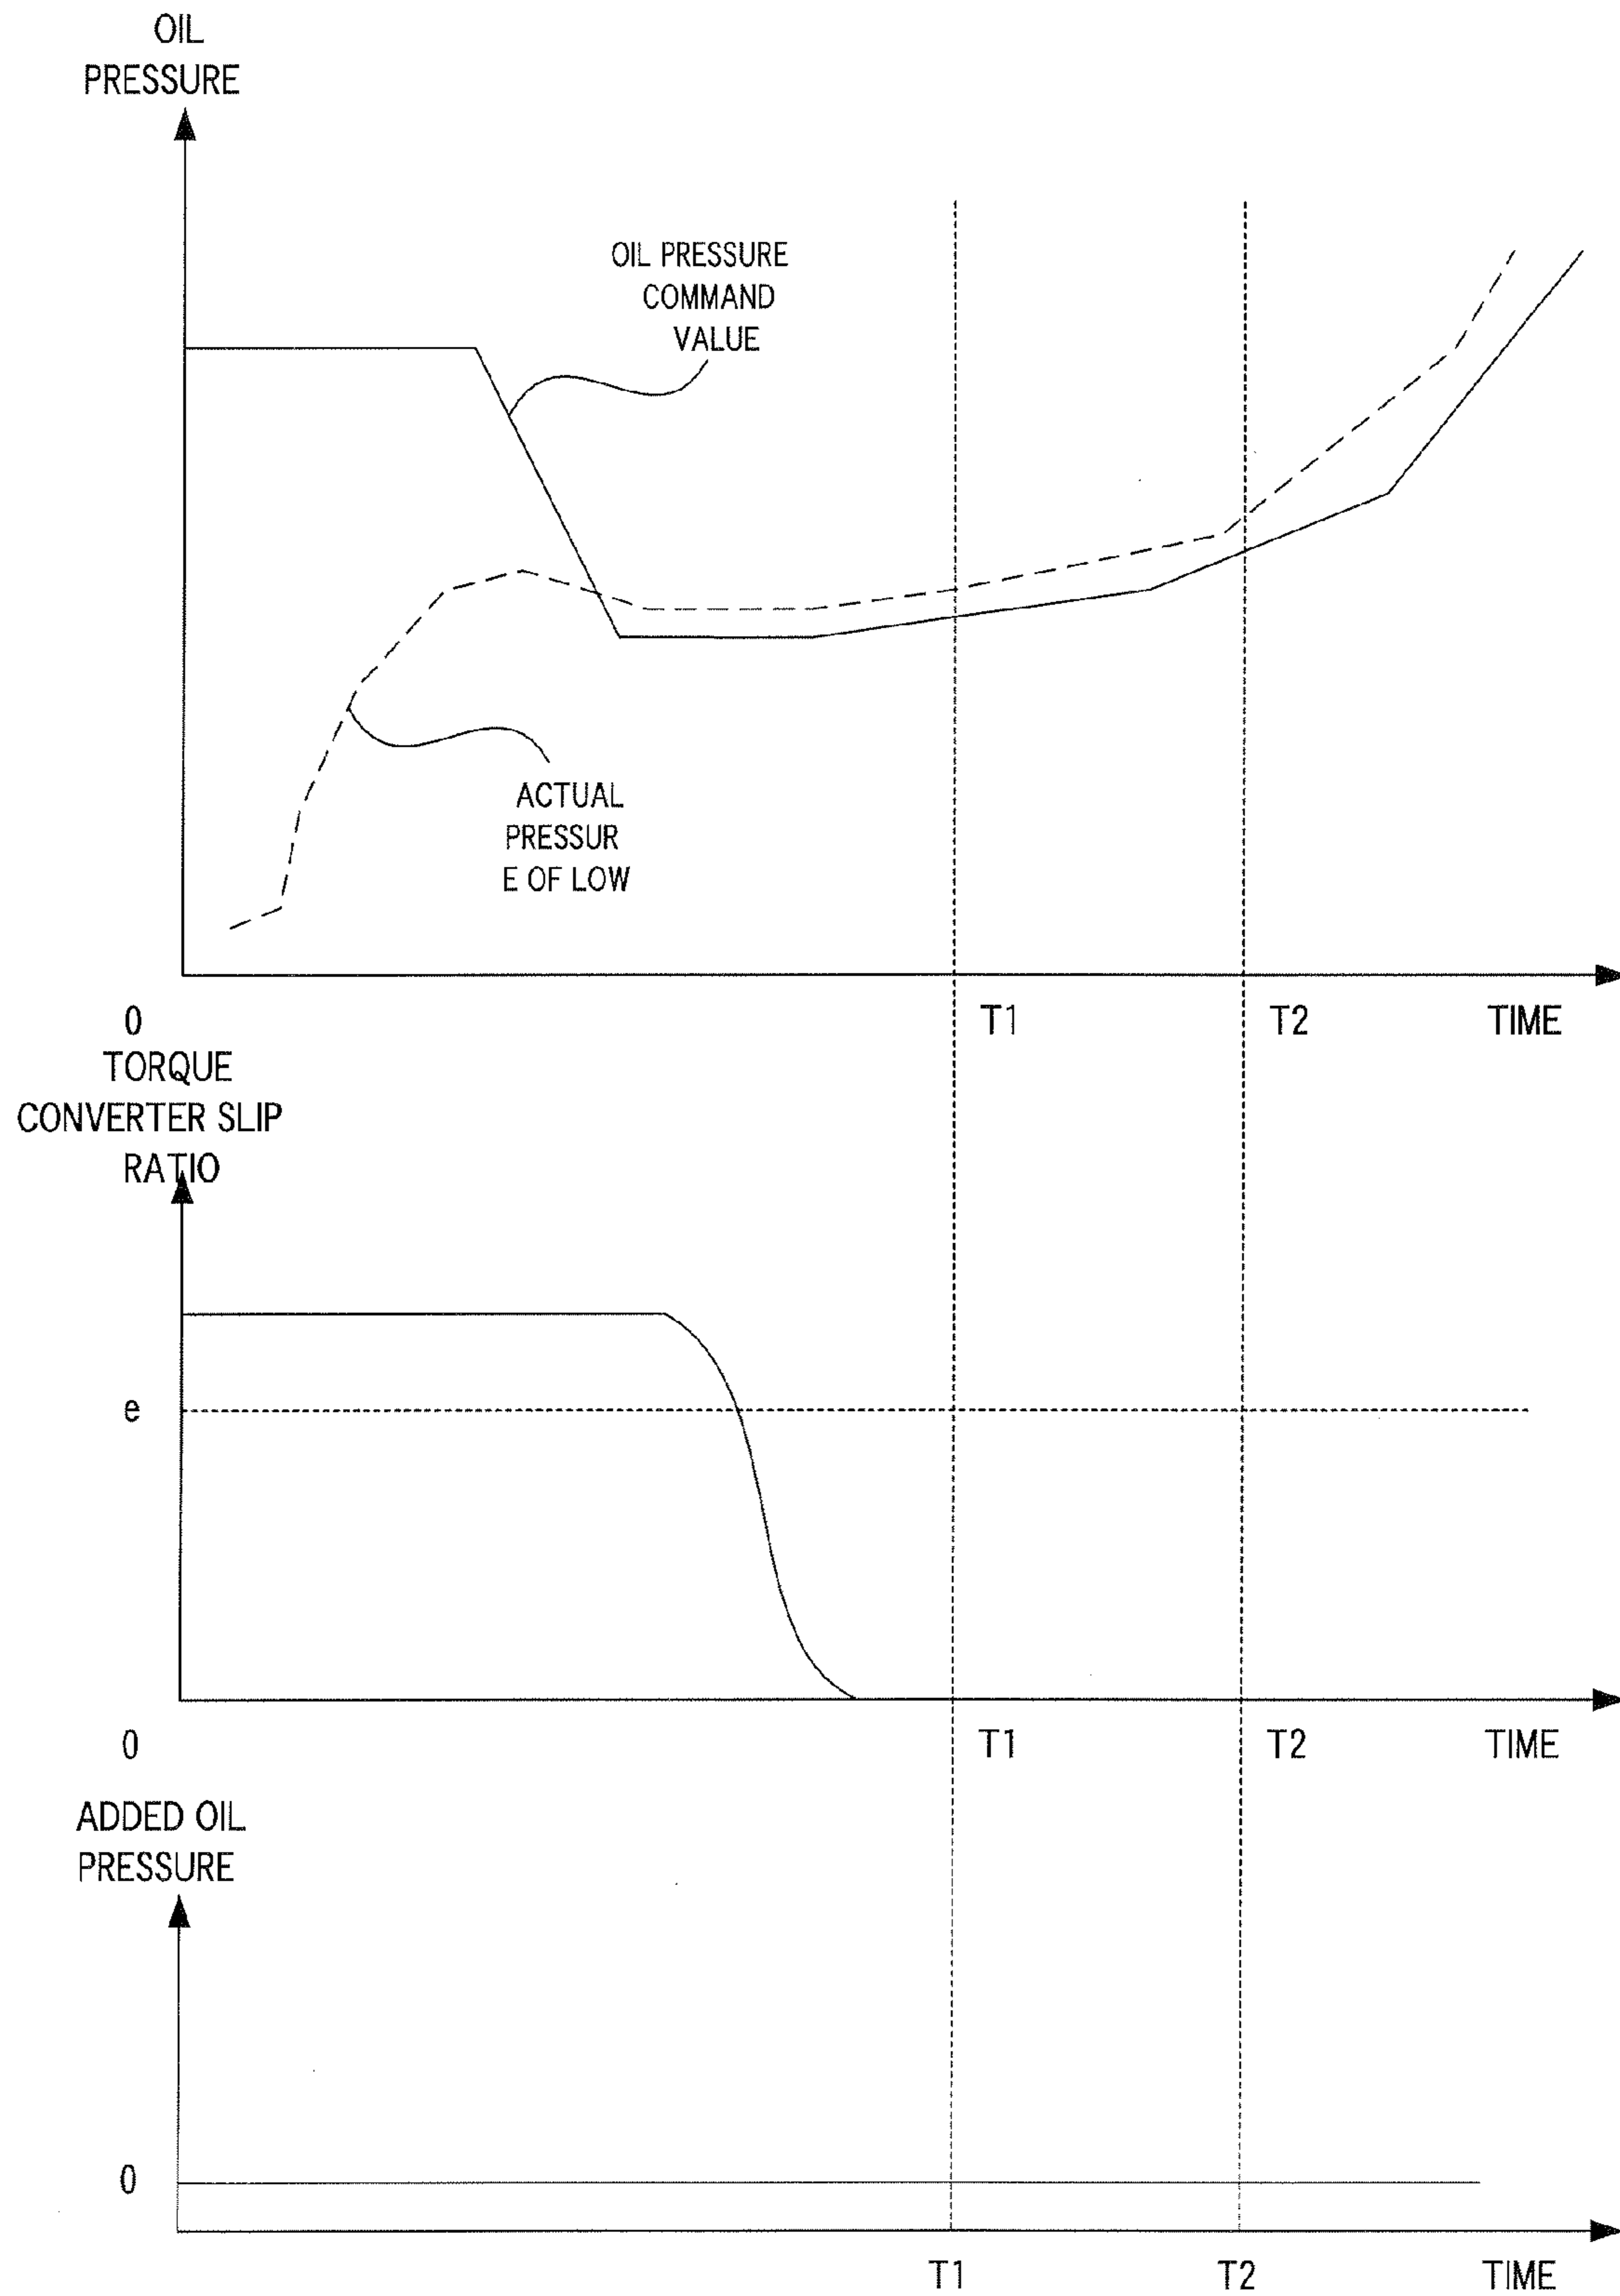 OIL
PRESSURE
OIL PRESSURE
COMMAND
VALUE
ACTUAL
PRESSUR
E OF LOW
0
T1
T2
TIME
TORQUE
CONVERTER SLIP
RATIO
e
0
T1
T2
TIME
ADDED OIL
PRESSURE
0
T1
T2
TIME